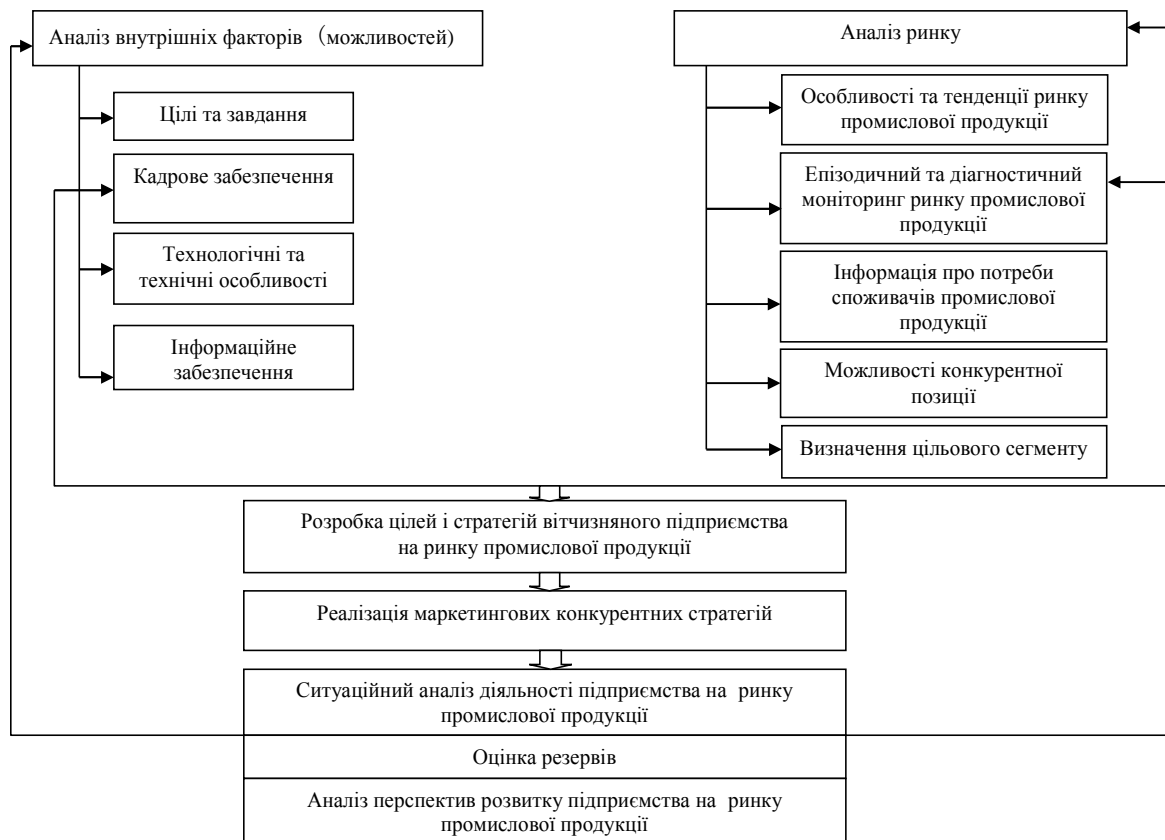 Аналіз внутрішніх факторів (можливостей)
Цілі та завдання
Кадрове забезпечення
Технологічні та
технічні особливості
Інформаційне
забезпечення
Аналіз ринку
Особливості та тенденції ринку
промислової продукції
Епізодичний та діагностичний
моніторинг ринку промислової
продукції
Інформація про потреби
споживачів промислової
продукції
Можливості конкурентної
позиції
Визначення цільового сегменту
Розробка цілей і стратегій вітчизняного підприємства
на ринку промислової продукції
Реалізація маркетингових конкурентних стратегій
Ситуаційний аналіз діяльності підприємства на ринку
промислової продукції
Оцінка резервів
Аналіз перспектив розвитку підприємства на ринку
промислової продукції